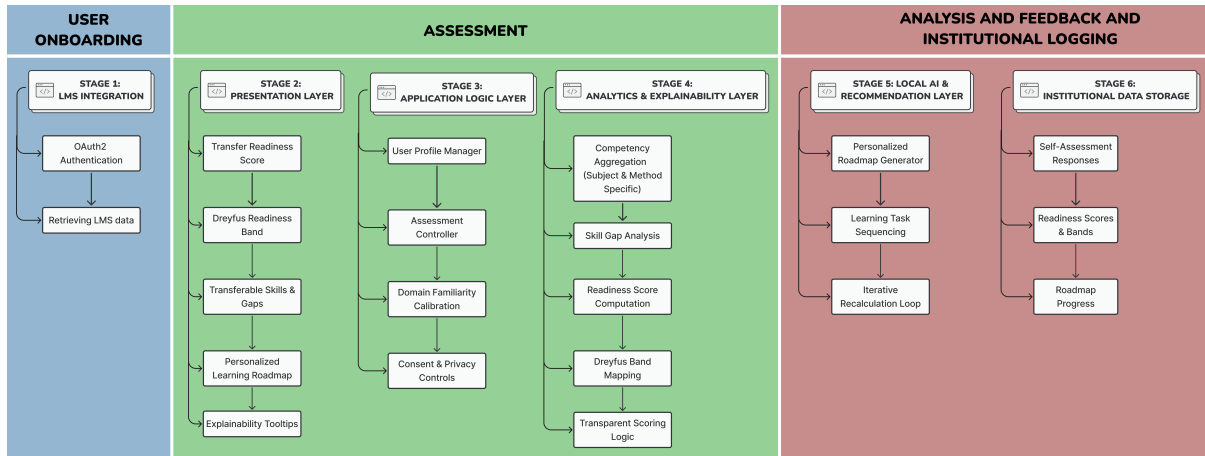 USER
ONBOARDING
ASSESSMENT
ANALYSIS AND FEEDBACK AND
INSTITUTIONAL LOGGING
STAGE 1:
LMS INTEGRATION
OAuth2
Authentication
Retrieving LMS data
STAGE 2:
PRESENTATION LAYER
Transfer Readiness
Score
Dreyfus Readiness
Band
Transferable Skills &
Gaps
Personalized
Learning Roadmap
Explainability Tooltips
STAGE 3:
APPLICATION LOGIC LAYER
User Profile Manager
Assessment
Controller
Domain Familiarity
Calibration
Consent & Privacy
Controls
STAGE 4:
ANALYTICS & EXPLAINABILITY LAYER
Competency
Aggregation
(Subject & Method
Specific)
Skill Gap Analysis
Readiness Score
Computation
Dreyfus Band
Mapping
Transparent Scoring
Logic
STAGE 5: LOCAL AI &
RECOMMENDATION LAYER
Personalized
Roadmap Generator
Learning Task
Sequencing
Iterative
Recalculation Loop
STAGE 6:
INSTITUTIONAL DATA STORAGE
Self-Assessment
Responses
Readiness Scores
& Bands
Roadmap
Progress